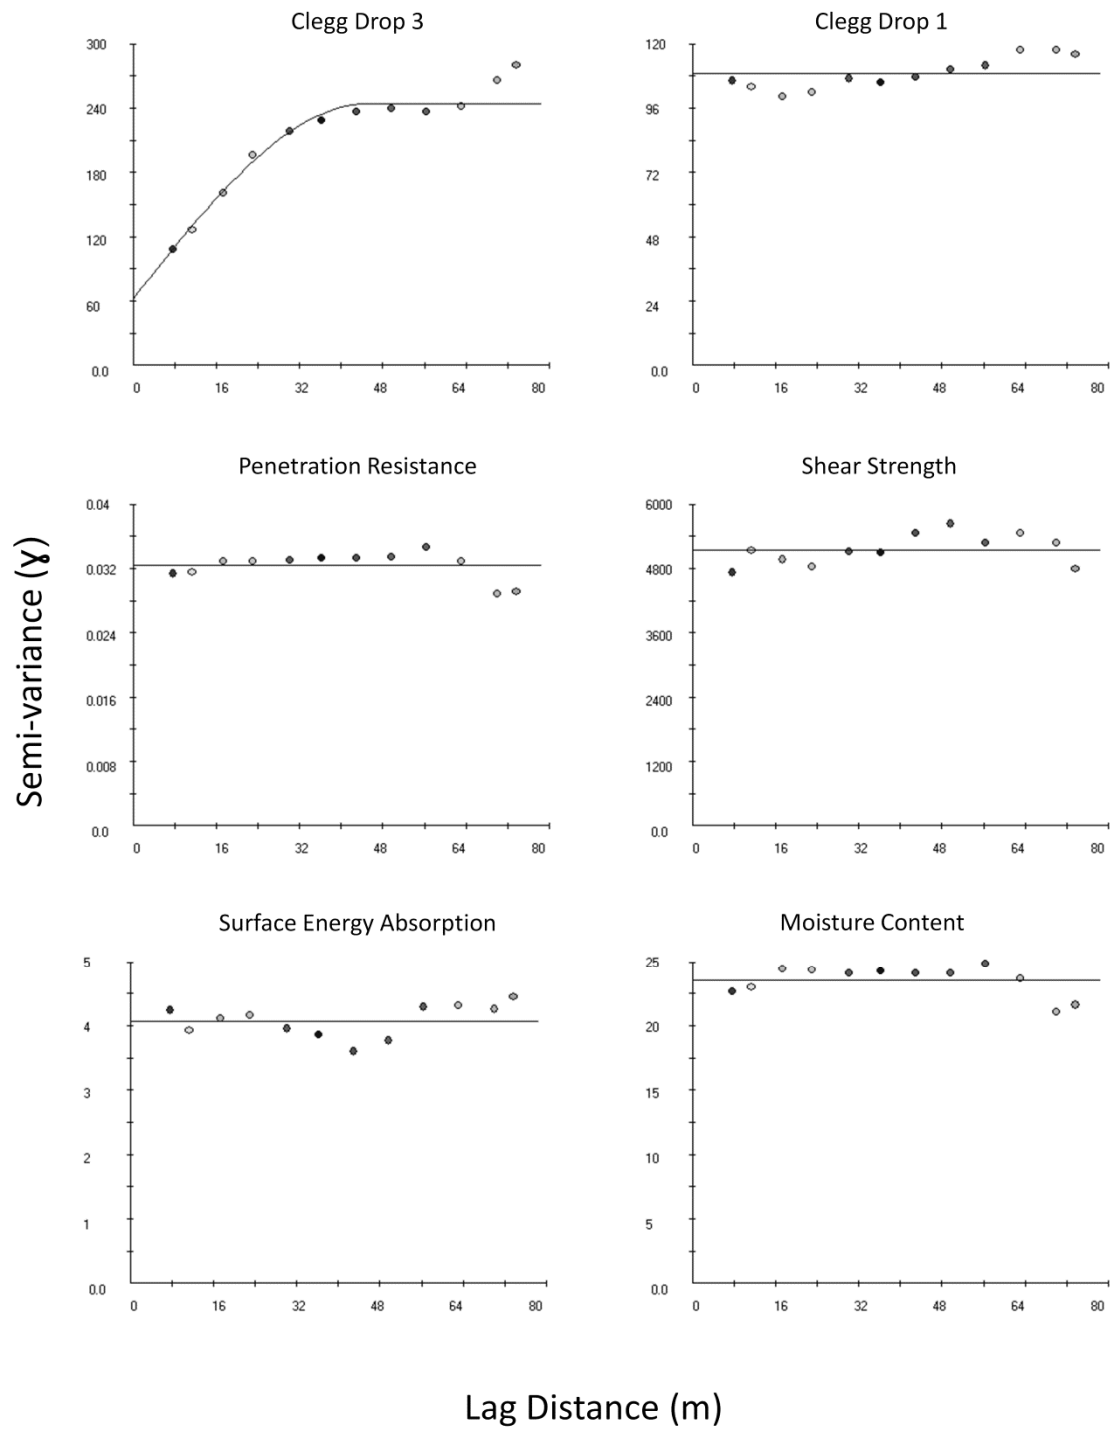 Clegg Drop 3
300
240
180
120
60
0.0
0 16 32 48 64 80
Clegg Drop 1
120
96
72
48
24
0.0
0 16 32 48 64 80
Semi-variance (ɣ)
Penetration Resistance
0.04
0.032
0.024
0.016
0.008
0.0
0 16 32 48 64 80
Shear Strength
6000
4800
3600
2400
1200
0.0
0 16 32 48 64 80
Surface Energy Absorption
5
4
3
2
1
0.0
0 16 32 48 64 80
Moisture Content
25
20
15
10
5
0.0
0 16 32 48 64 80
Lag Distance (m)